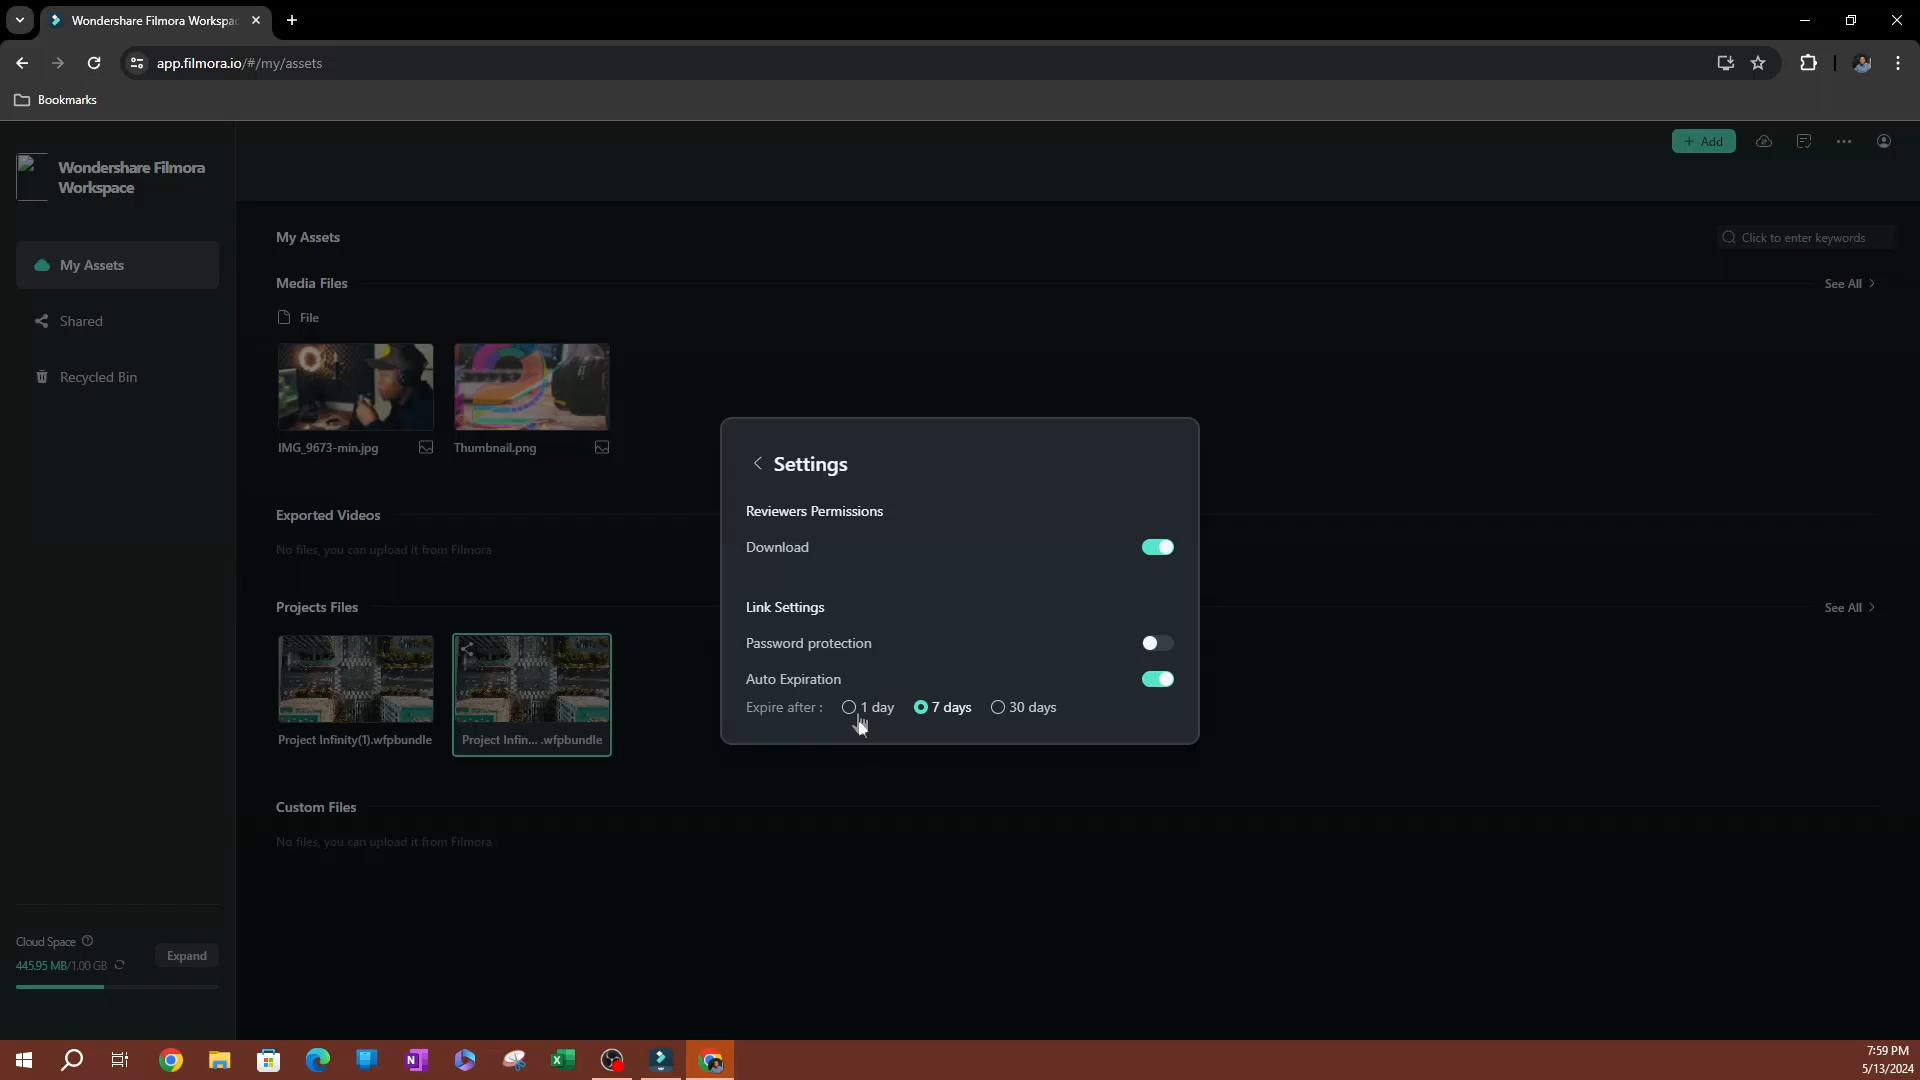 Wondershare Filmora Workspac
app.filmora.io/#/my/assets
Bookmarks
Wondershare Filmora
Workspace
+ Add
My Assets
Shared
Recycled Bin
My Assets
Click to enter keywords
Media Files
See All >
File
IMG_9673-min.jpg
Thumbnail.png
Exported Videos
No files, you can upload it from Filmora
Projects Files
See All >
Project Infinity(1).wfpbundle
Project Infin... .wfpbundle
Custom Files
No files, you can upload it from Filmora
Settings
Reviewers Permissions
Download
Link Settings
Password protection
Auto Expiration
Expire after : 1 day 7 days 30 days
Cloud Space
445.95 MB/1.00 GB
Expand
7:59 PM
5/13/2024